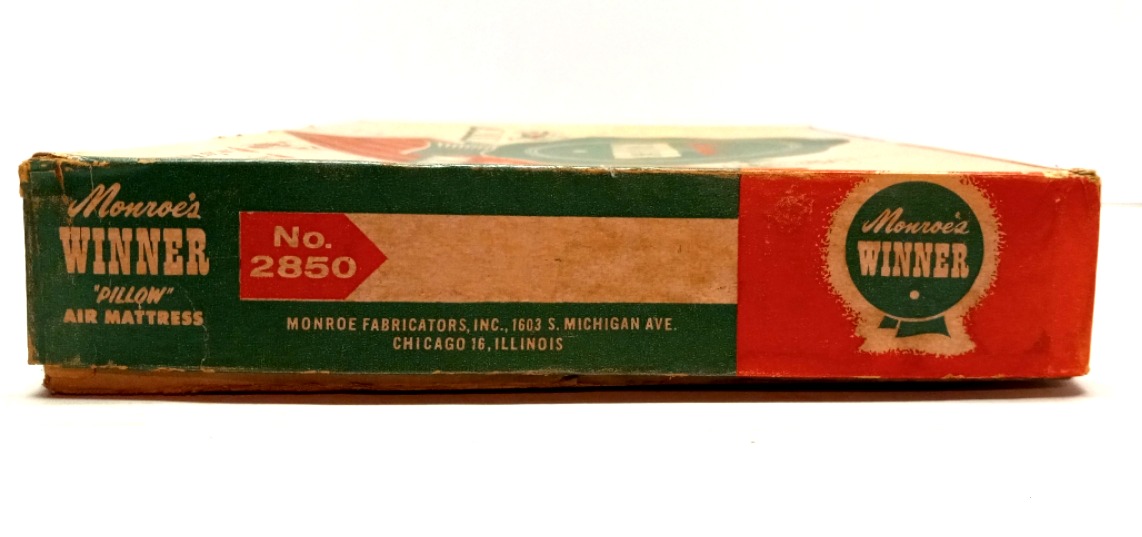 Monroe's
WINNER
"PILLOW"
AIR MATTRESS
No.
2850
MONROE FABRICATORS, INC., 1603 S. MICHIGAN AVE.
CHICAGO 16, ILLINOIS
Monroe's
WINNER